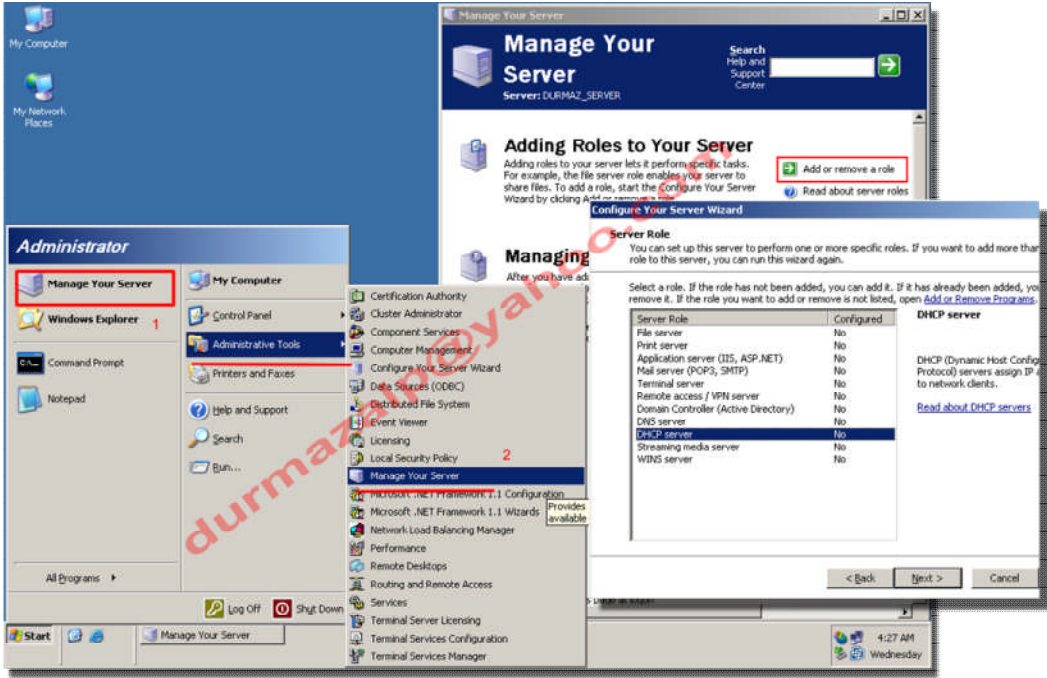 My Computer
My Network
Places
Manage Your Server
Manage Your
Server
Server: DURMAZ_SERVER
Search
Help and
Support
Center
Adding Roles to Your Server
Adding roles to your server lets it perform specific tasks.
For example, the file server role enables your server to
share files. To add a role, start the Configure Your Server
Wizard by clicking Add or remove a role.
Add or remove a role
Read about server roles
Managing
After you have ad
Configure Your Server Wizard
Server Role
You can set up this server to perform one or more specific roles. If you want to add more than
role to this server, you can run this wizard again.
Select a role. If the role has not been added, you can add it. If it has already been added, you
remove it. If the role you want to add or remove is not listed, open Add or Remove Programs.
Server Role Configured
File server No
Print server No
Application server (IIS, ASP.NET) No
Mail server (POP3, SMTP) No
Terminal server No
Remote access / VPN server No
Domain Controller (Active Directory) No
DNS server No
DHCP server No
Streaming media server No
WINS server No
DHCP server
DHCP (Dynamic Host Config
Protocol) servers assign IP
to network clients.
Read about DHCP servers
< Back
Next >
Cancel
Administrator
Manage Your Server
Windows Explorer
1
Command Prompt
Notepad
All Programs
My Computer
Control Panel
Administrative Tools
Printers and Faxes
Help and Support
Search
Run...
Log Off
Shut Down
Certification Authority
Cluster Administrator
Component Services
Computer Management
Configure Your Server Wizard
Data Sources (ODBC)
Distributed File System
Event Viewer
Licensing
Local Security Policy
2
Manage Your Server
Microsoft .NET Framework 1.1 Configuration
Microsoft .NET Framework 1.1 Wizards
Network Load Balancing Manager
Performance
Remote Desktops
Routing and Remote Access
Services
Terminal Server Licensing
Terminal Services Configuration
Terminal Services Manager
Provides
available
page at logon
Start
Manage Your Server
4:27 AM
Wednesday
durmazalp@yahoo.com